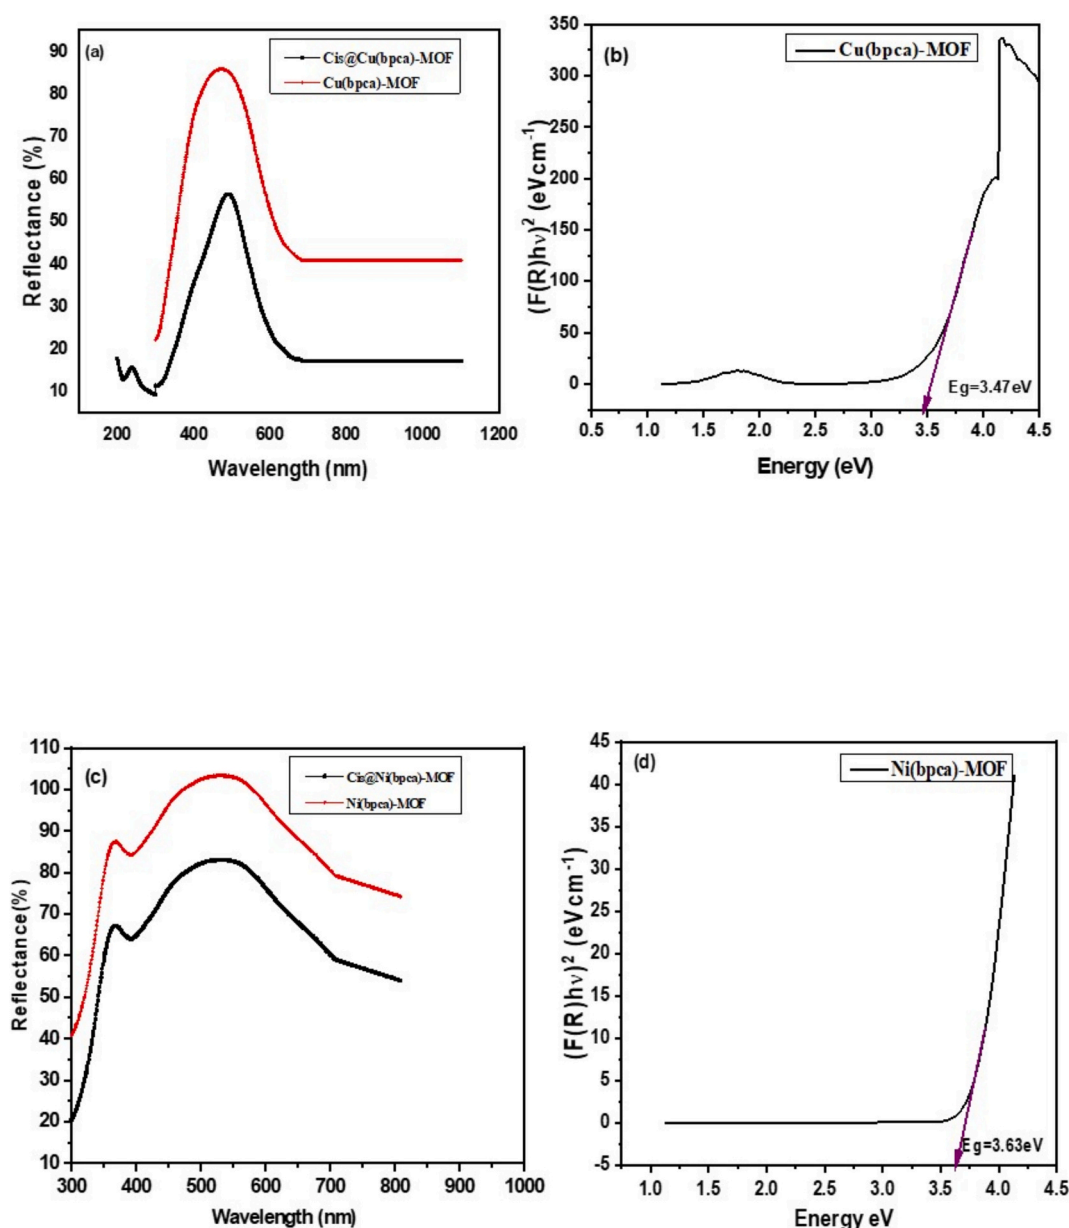 (a)
Cis@Cu(bpca)-MOF
Cu(bpca)-MOF
90
80
70
60
50
40
30
20
10
Reflectance (%)
200 400 600 800 1000 1200
Wavelength (nm)
(b)
Cu(bpca)-MOF
350
300
250
200
150
100
50
0
(F(R)hν)² (eVcm⁻¹)
Eg=3.47eV
0.5 1.0 1.5 2.0 2.5 3.0 3.5 4.0 4.5
Energy (eV)
(c)
Cis@Ni(bpca)-MOF
Ni(bpca)-MOF
110
100
90
80
70
60
50
40
30
20
10
Reflectance(%)
300 400 500 600 700 800 900 1000
Wavelength (nm)
(d)
Ni(bpca)-MOF
45
40
35
30
25
20
15
10
5
0
-5
(F(R)hν)² (eVcm⁻¹)
Eg=3.63eV
1.0 1.5 2.0 2.5 3.0 3.5 4.0 4.5
Energy eV